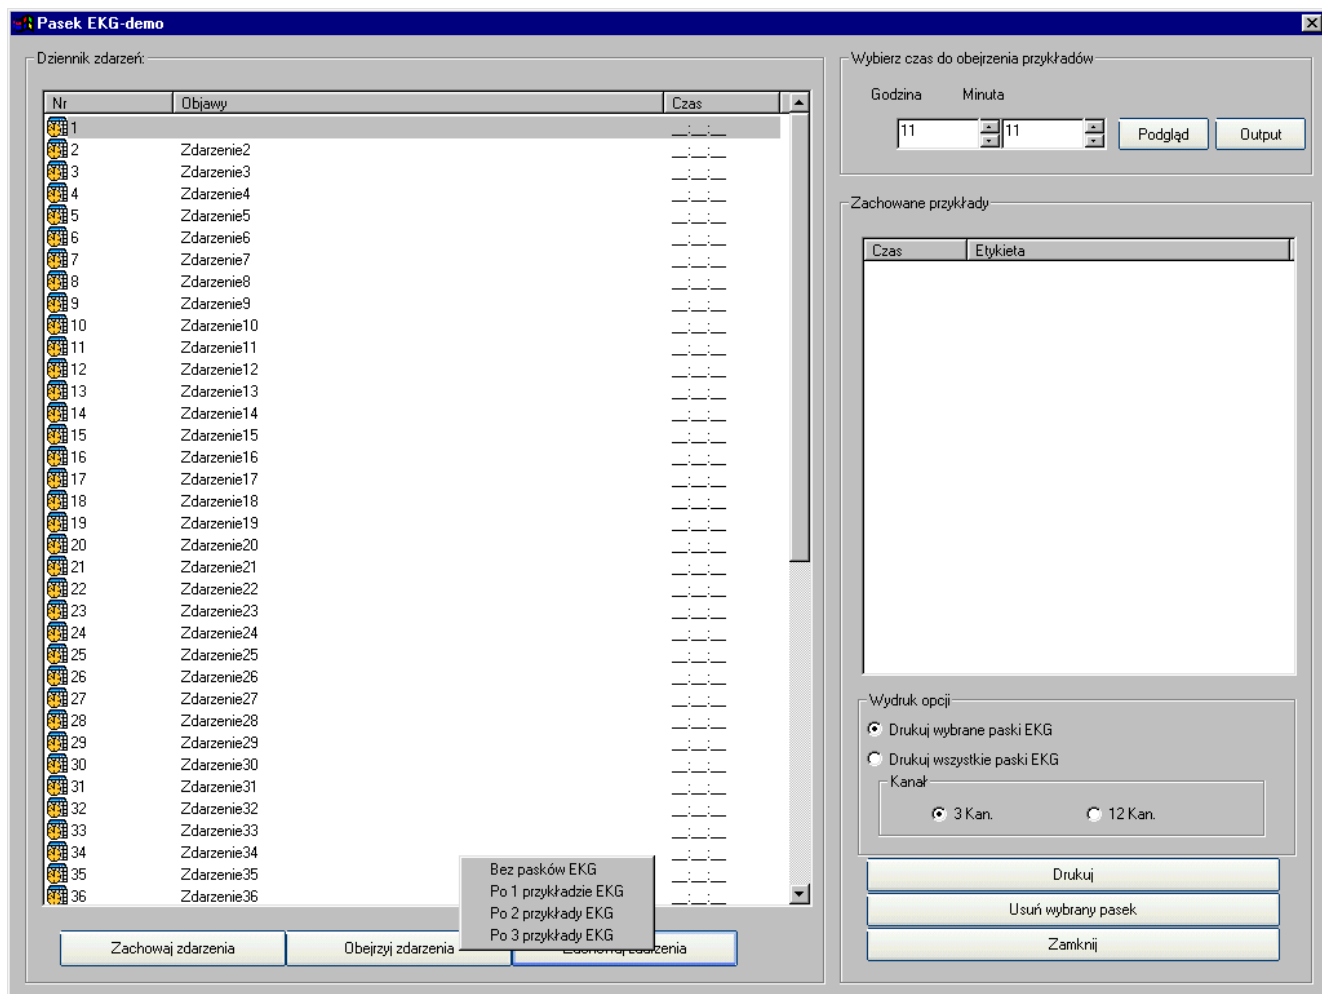 Pasek EKG-demo
Dziennik zdarzeń:
Nr Objawy Czas
1 __:__:__
2 Zdarzenie2 __:__:__
3 Zdarzenie3 __:__:__
4 Zdarzenie4 __:__:__
5 Zdarzenie5 __:__:__
6 Zdarzenie6 __:__:__
7 Zdarzenie7 __:__:__
8 Zdarzenie8 __:__:__
9 Zdarzenie9 __:__:__
10 Zdarzenie10 __:__:__
11 Zdarzenie11 __:__:__
12 Zdarzenie12 __:__:__
13 Zdarzenie13 __:__:__
14 Zdarzenie14 __:__:__
15 Zdarzenie15 __:__:__
16 Zdarzenie16 __:__:__
17 Zdarzenie17 __:__:__
18 Zdarzenie18 __:__:__
19 Zdarzenie19 __:__:__
20 Zdarzenie20 __:__:__
21 Zdarzenie21 __:__:__
22 Zdarzenie22 __:__:__
23 Zdarzenie23 __:__:__
24 Zdarzenie24 __:__:__
25 Zdarzenie25 __:__:__
26 Zdarzenie26 __:__:__
27 Zdarzenie27 __:__:__
28 Zdarzenie28 __:__:__
29 Zdarzenie29 __:__:__
30 Zdarzenie30 __:__:__
31 Zdarzenie31 __:__:__
32 Zdarzenie32 __:__:__
33 Zdarzenie33 __:__:__
34 Zdarzenie34 __:__:__
35 Zdarzenie35 __:__:__
36 Zdarzenie36 __:__:__
Bez pasków EKG
Po 1 przykładzie EKG
Po 2 przykłady EKG
Po 3 przykłady EKG
Zachowaj zdarzenia Obejrzyj zdarzenia Zachowaj zdarzenia
Wybierz czas do obejrzenia przykładów
Godzina Minuta
11 11 Podgląd Output
Zachowane przykłady
Czas Etykieta
Wydruk opcji
Drukuj wybrane paski EKG
Drukuj wszystkie paski EKG
Kanał
3 Kan. 12 Kan.
Drukuj
Usuń wybrany pasek
Zamknij